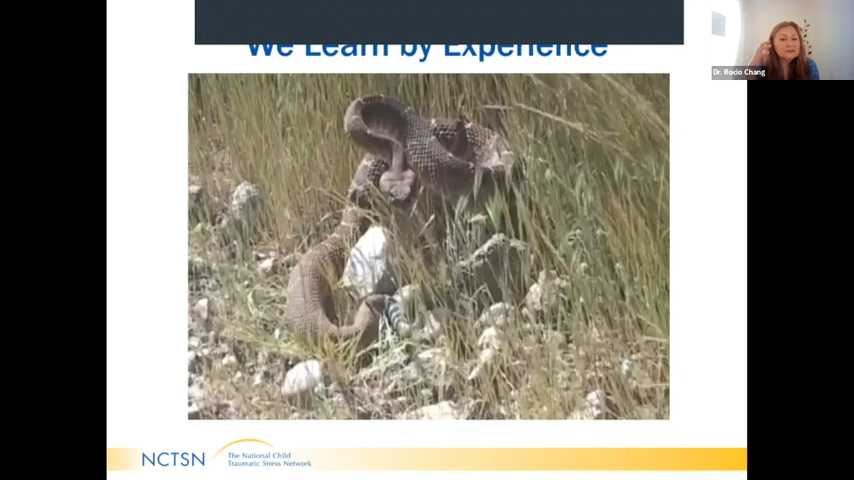 We Learn by Experience
Dr. Rocio Chang
NCTSN
The National Child
Traumatic Stress Network